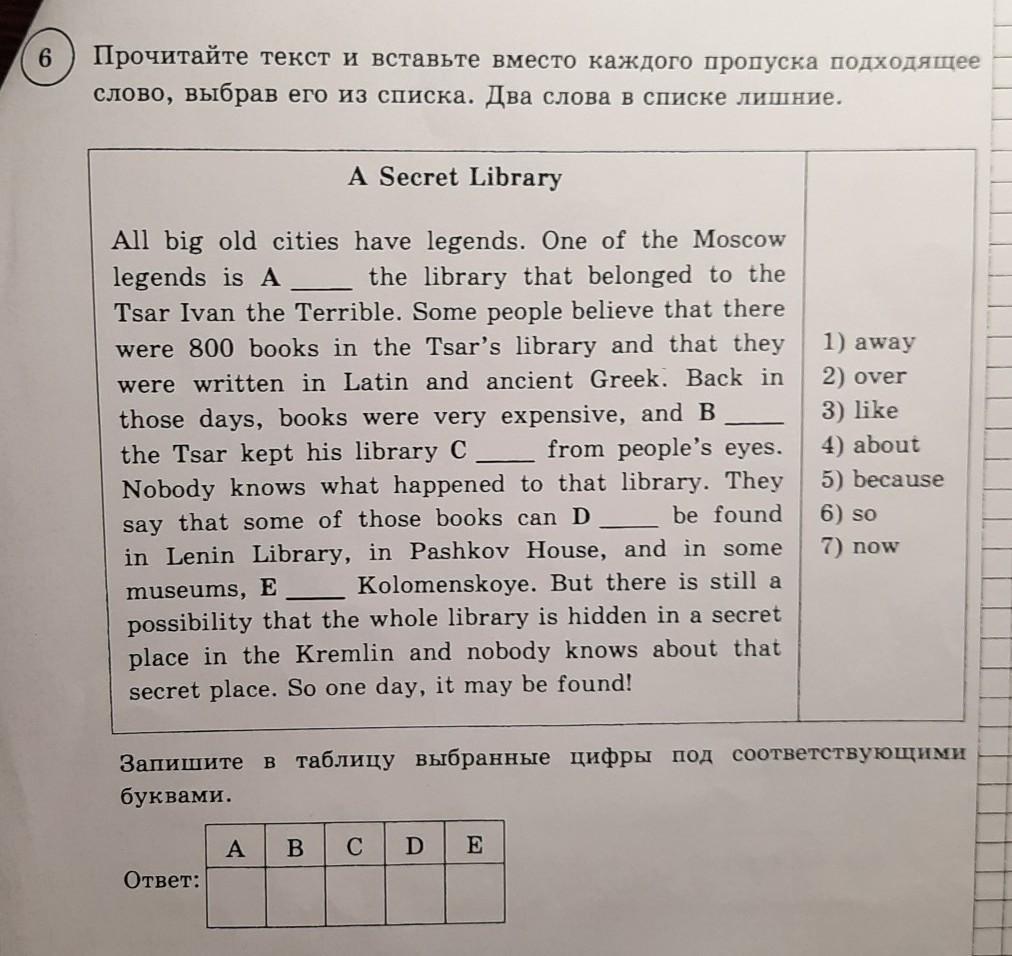 6 Прочитайте текст и вставьте вместо каждого пропуска подходящее
слово, выбрав его из списка. Два слова в списке лишние.
A Secret Library
All big old cities have legends. One of the Moscow
legends is A ____ the library that belonged to the
Tsar Ivan the Terrible. Some people believe that there
were 800 books in the Tsar's library and that they
were written in Latin and ancient Greek. Back in
those days, books were very expensive, and B ____
the Tsar kept his library C ____ from people's eyes.
Nobody knows what happened to that library. They
say that some of those books can D ____ be found
in Lenin Library, in Pashkov House, and in some
museums, E ____ Kolomenskoye. But there is still a
possibility that the whole library is hidden in a secret
place in the Kremlin and nobody knows about that
secret place. So one day, it may be found!
1) away
2) over
3) like
4) about
5) because
6) so
7) now
Запишите в таблицу выбранные цифры под соответствующими
буквами.
A B C D E
Ответ: